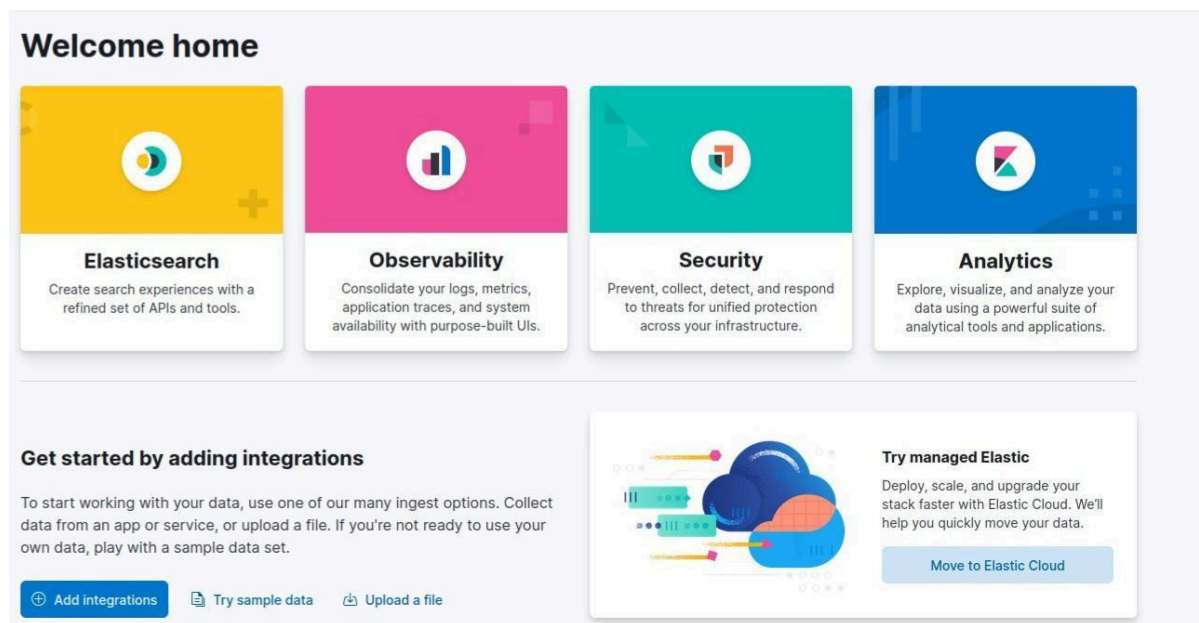 Welcome home
Elasticsearch
Create search experiences with a
refined set of APIs and tools.
Observability
Consolidate your logs, metrics,
application traces, and system
availability with purpose-built UIs.
Security
Prevent, collect, detect, and respond
to threats for unified protection
across your infrastructure.
Analytics
Explore, visualize, and analyze your
data using a powerful suite of
analytical tools and applications.
Get started by adding integrations
To start working with your data, use one of our many ingest options. Collect
data from an app or service, or upload a file. If you're not ready to use your
own data, play with a sample data set.
Add integrations
Try sample data
Upload a file
Try managed Elastic
Deploy, scale, and upgrade your
stack faster with Elastic Cloud. We'll
help you quickly move your data.
Move to Elastic Cloud